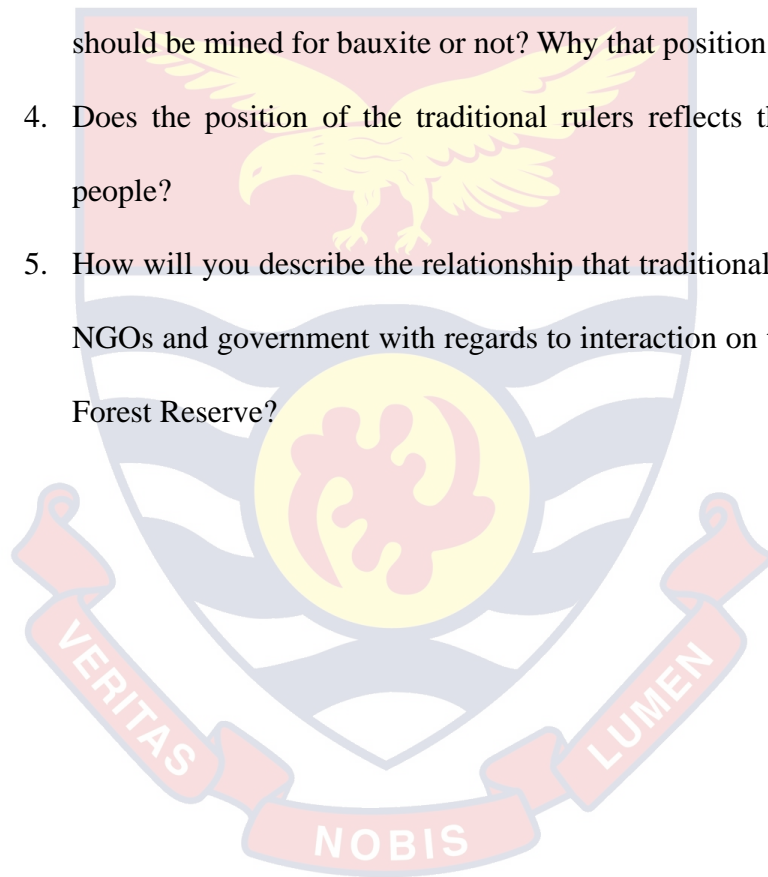 should be mined for bauxite or not? Why that position
4. Does the position of the traditional rulers reflects
people?
5. How will you describe the relationship that traditional
NGOs and government with regards to interaction on
Forest Reserve?
VERITAS
NOBIS
LUMEN